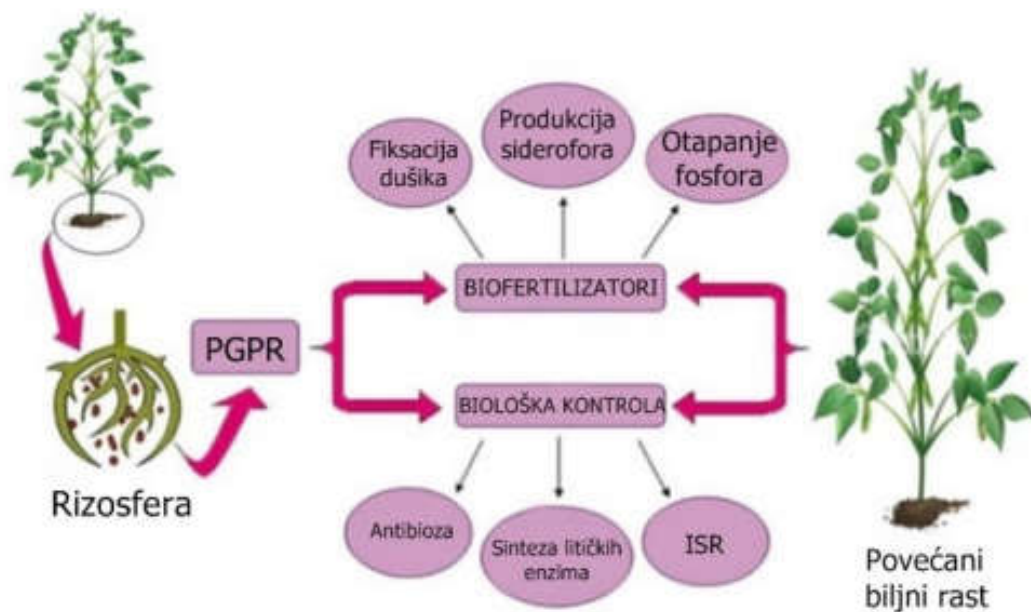 Fiksacija
dušika
Produkcija
siderofora
Otapanje
fosfora
BIOFERTILIZATORI
PGPR
BIOLOŠKA KONTROLA
Rizosfera
Antibioza
Sinteza litičkih
enzima
ISR
Povećani
biljni rast